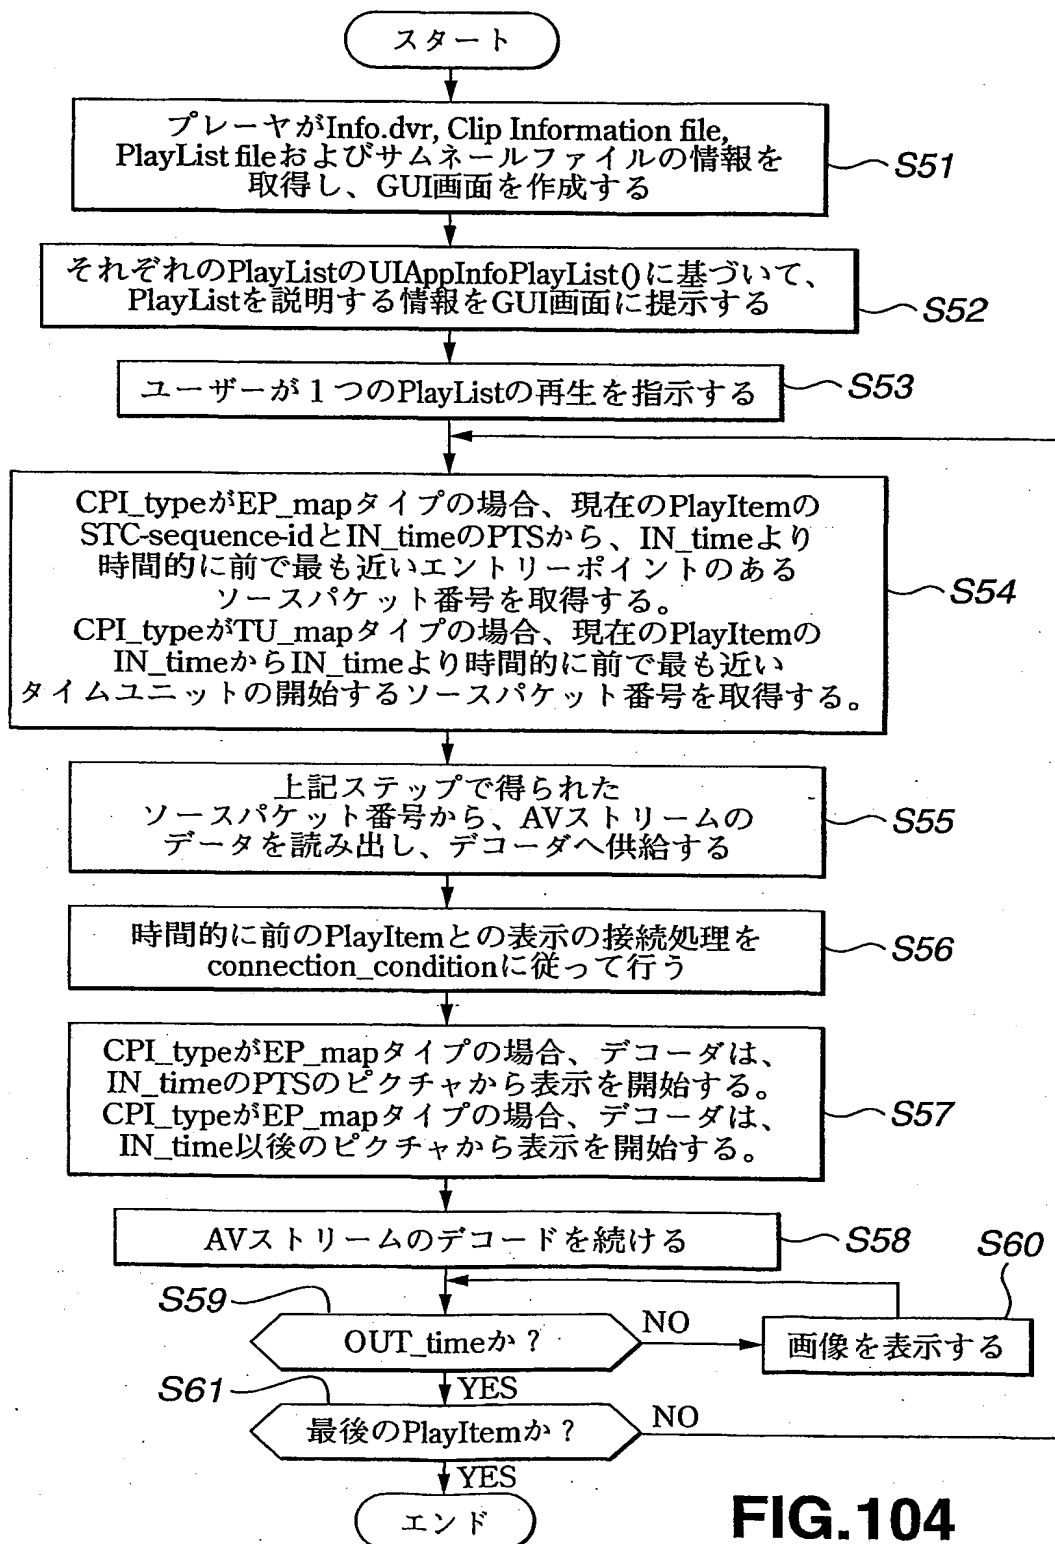 スタート
プレーヤがInfo.dvr, Clip Information file,
PlayList fileおよびサムネールファイルの情報を
取得し、GUI画面を作成する
S51
それぞれのPlayListのUIAppInfoPlayList()に基づいて、
PlayListを説明する情報をGUI画面に提示する
S52
ユーザーが1つのPlayListの再生を指示する
S53
CPI_typeがEP_mapタイプの場合、現在のPlayItemの
STC-sequence-idとIN_timeのPTSから、IN_timeより
時間的に前で最も近いエントリーポイントのある
ソースパケット番号を取得する。
CPI_typeがTU_mapタイプの場合、現在のPlayItemの
IN_timeからIN_timeより時間的に前で最も近い
タイムユニットの開始するソースパケット番号を取得する。
S54
上記ステップで得られた
ソースパケット番号から、AVストリームの
データを読み出し、デコーダへ供給する
S55
時間的に前のPlayItemとの表示の接続処理を
connection_conditionに従って行う
S56
CPI_typeがEP_mapタイプの場合、デコーダは、
IN_timeのPTSのピクチャから表示を開始する。
CPI_typeがEP_mapタイプの場合、デコーダは、
IN_time以後のピクチャから表示を開始する。
S57
AVストリームのデコードを続ける
S58
S60
S59
OUT_timeか?
NO
画像を表示する
YES
S61
最後のPlayItemか?
NO
YES
エンド
FIG.104